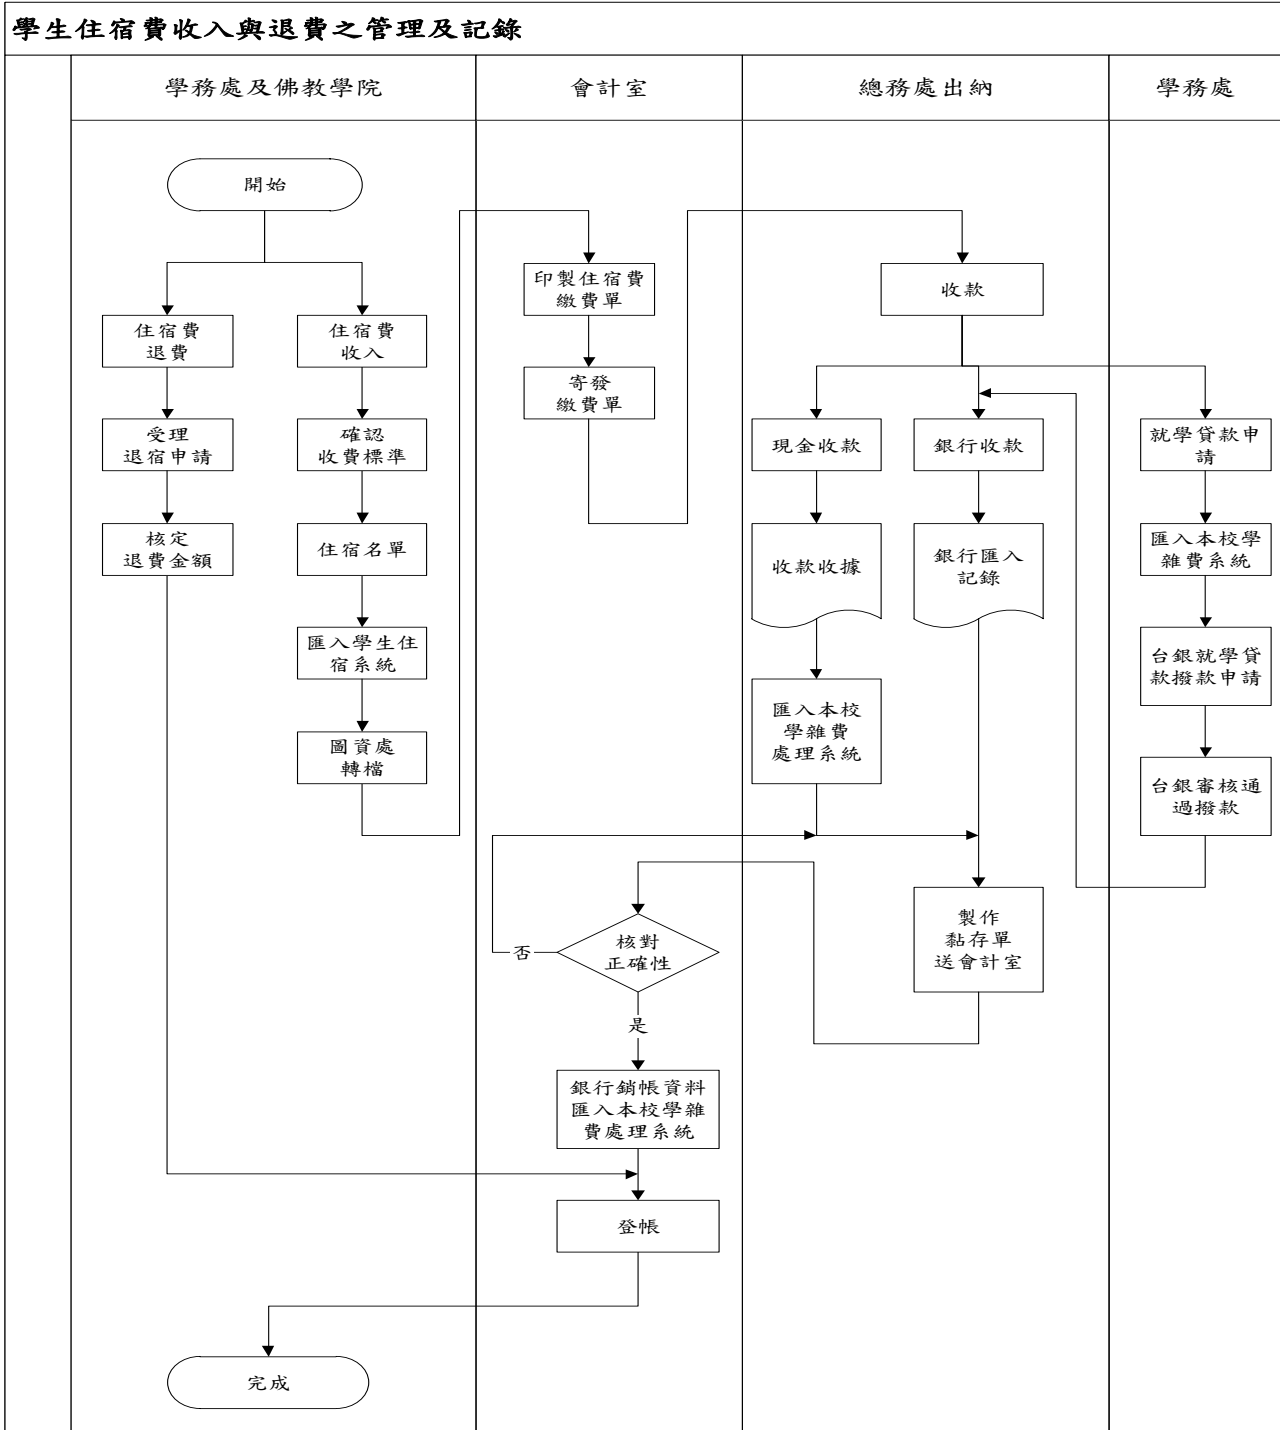 學生住宿費收入與退費之管理及記錄
學務處及佛教學院
會計室
總務處出納
學務處
開始
住宿費
退費
受理
退宿申請
核定
退費金額
住宿費
收入
確認
收費標準
住宿名單
匯入學生住
宿系統
圖資處
轉檔
印製住宿費
繳費單
寄發
繳費單
收款
現金收款
收款收據
匯入本校
學雜費
處理系統
銀行收款
銀行匯入
記錄
就學貸款申
請
匯入本校學
雜費系統
台銀就學貸
款撥款申請
台銀審核通
過撥款
製作
黏存單
送會計室
核對
正確性
否
是
銀行銷帳資料
匯入本校學雜
費處理系統
登帳
完成